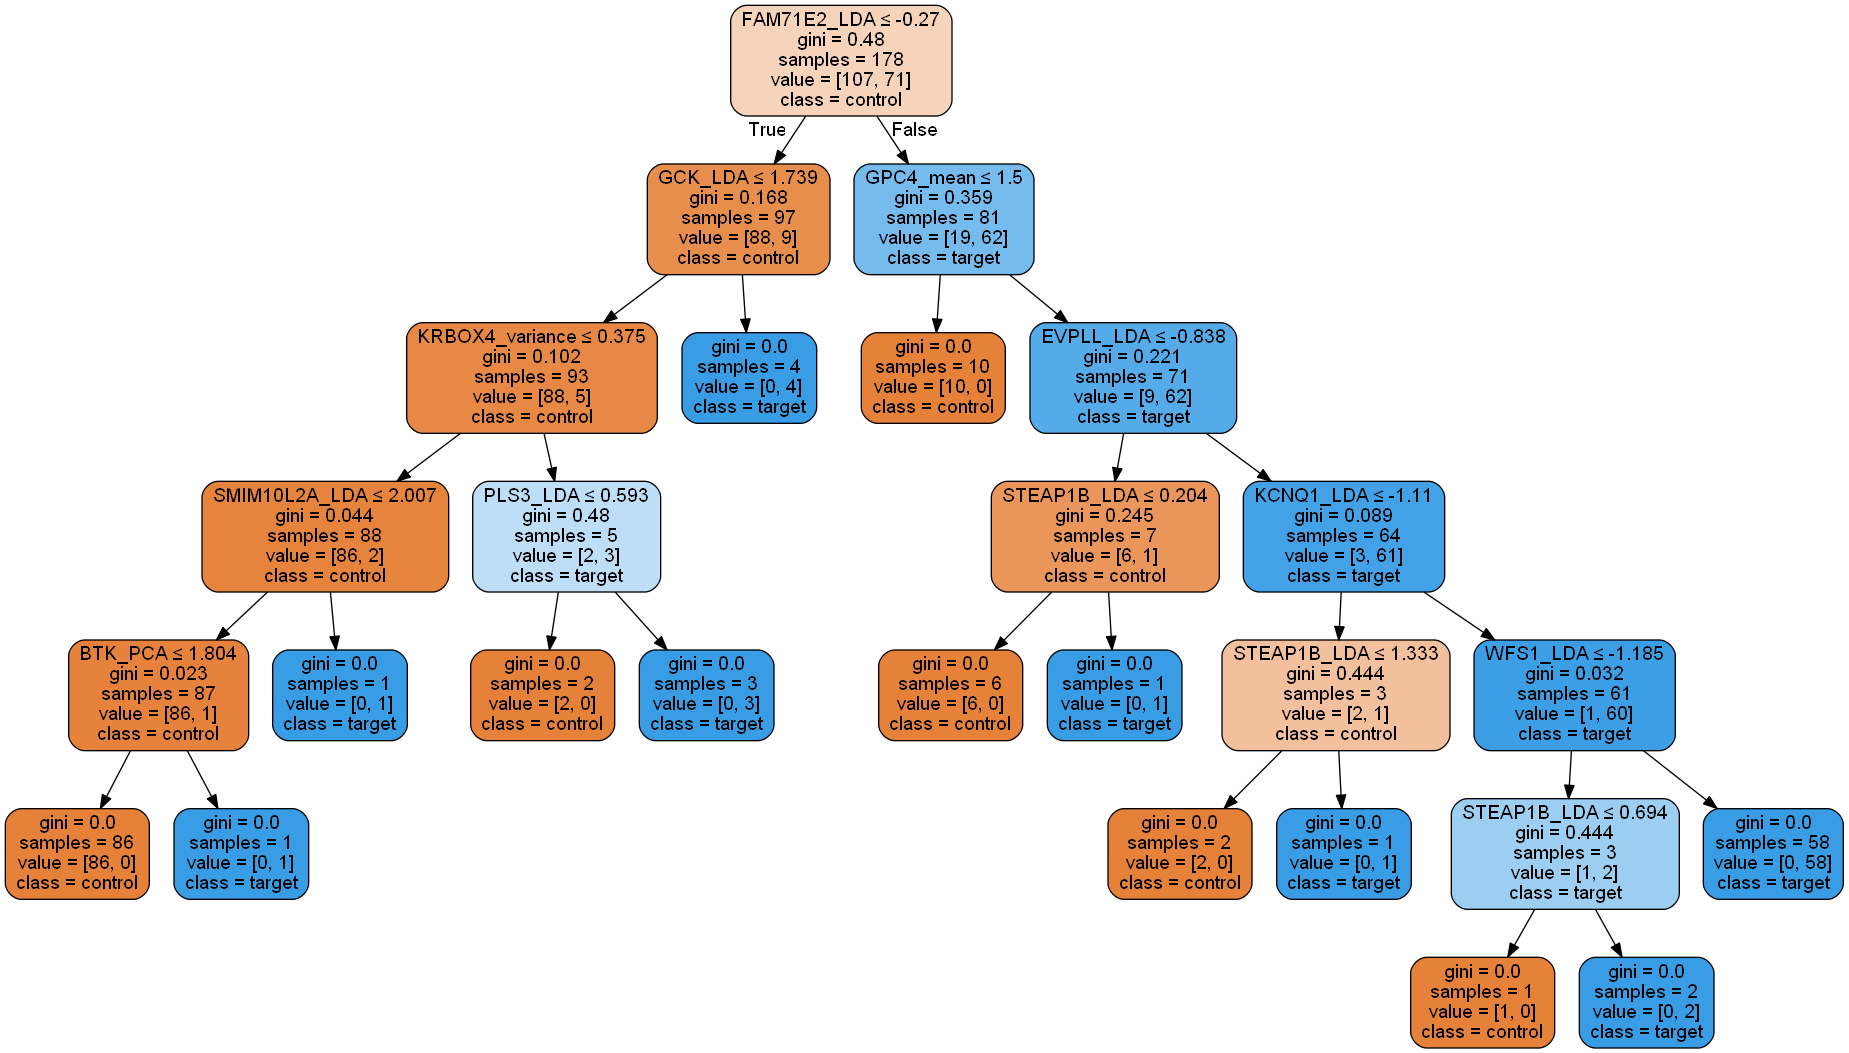 FAM71E2_LDA ≤ -0.27
gini = 0.48
samples = 178
value = [107, 71]
class = control
True
False
GCK_LDA ≤ 1.739
gini = 0.168
samples = 97
value = [88, 9]
class = control
GPC4_mean ≤ 1.5
gini = 0.359
samples = 81
value = [19, 62]
class = target
KRBOX4_variance ≤ 0.375
gini = 0.102
samples = 93
value = [88, 5]
class = control
gini = 0.0
samples = 4
value = [0, 4]
class = target
gini = 0.0
samples = 10
value = [10, 0]
class = control
EVPLL_LDA ≤ -0.838
gini = 0.221
samples = 71
value = [9, 62]
class = target
SMIM10L2A_LDA ≤ 2.007
gini = 0.044
samples = 88
value = [86, 2]
class = control
PLS3_LDA ≤ 0.593
gini = 0.48
samples = 5
value = [2, 3]
class = target
STEAP1B_LDA ≤ 0.204
gini = 0.245
samples = 7
value = [6, 1]
class = control
KCNQ1_LDA ≤ -1.11
gini = 0.089
samples = 64
value = [3, 61]
class = target
BTK_PCA ≤ 1.804
gini = 0.023
samples = 87
value = [86, 1]
class = control
gini = 0.0
samples = 1
value = [0, 1]
class = target
gini = 0.0
samples = 2
value = [2, 0]
class = control
gini = 0.0
samples = 3
value = [0, 3]
class = target
gini = 0.0
samples = 6
value = [6, 0]
class = control
gini = 0.0
samples = 1
value = [0, 1]
class = target
STEAP1B_LDA ≤ 1.333
gini = 0.444
samples = 3
value = [2, 1]
class = control
WFS1_LDA ≤ -1.185
gini = 0.032
samples = 61
value = [1, 60]
class = target
gini = 0.0
samples = 86
value = [86, 0]
class = control
gini = 0.0
samples = 1
value = [0, 1]
class = target
gini = 0.0
samples = 2
value = [2, 0]
class = control
gini = 0.0
samples = 1
value = [0, 1]
class = target
STEAP1B_LDA ≤ 0.694
gini = 0.444
samples = 3
value = [1, 2]
class = target
gini = 0.0
samples = 58
value = [0, 58]
class = target
gini = 0.0
samples = 1
value = [1, 0]
class = control
gini = 0.0
samples = 2
value = [0, 2]
class = target